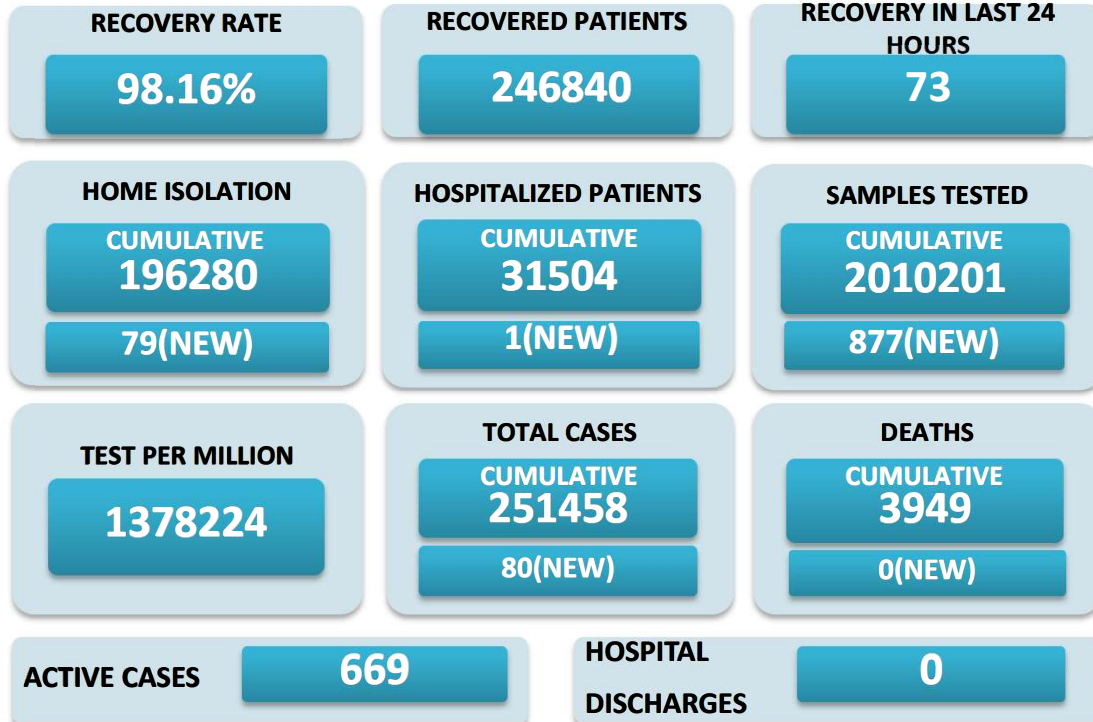 RECOVERY RATE
98.16%
RECOVERED PATIENTS
246840
RECOVERY IN LAST 24
HOURS
73
HOME ISOLATION
CUMULATIVE
196280
79(NEW)
HOSPITALIZED PATIENTS
CUMULATIVE
31504
1(NEW)
SAMPLES TESTED
CUMULATIVE
2010201
877(NEW)
TEST PER MILLION
1378224
TOTAL CASES
CUMULATIVE
251458
80(NEW)
DEATHS
CUMULATIVE
3949
0(NEW)
ACTIVE CASES
669
HOSPITAL
DISCHARGES
0